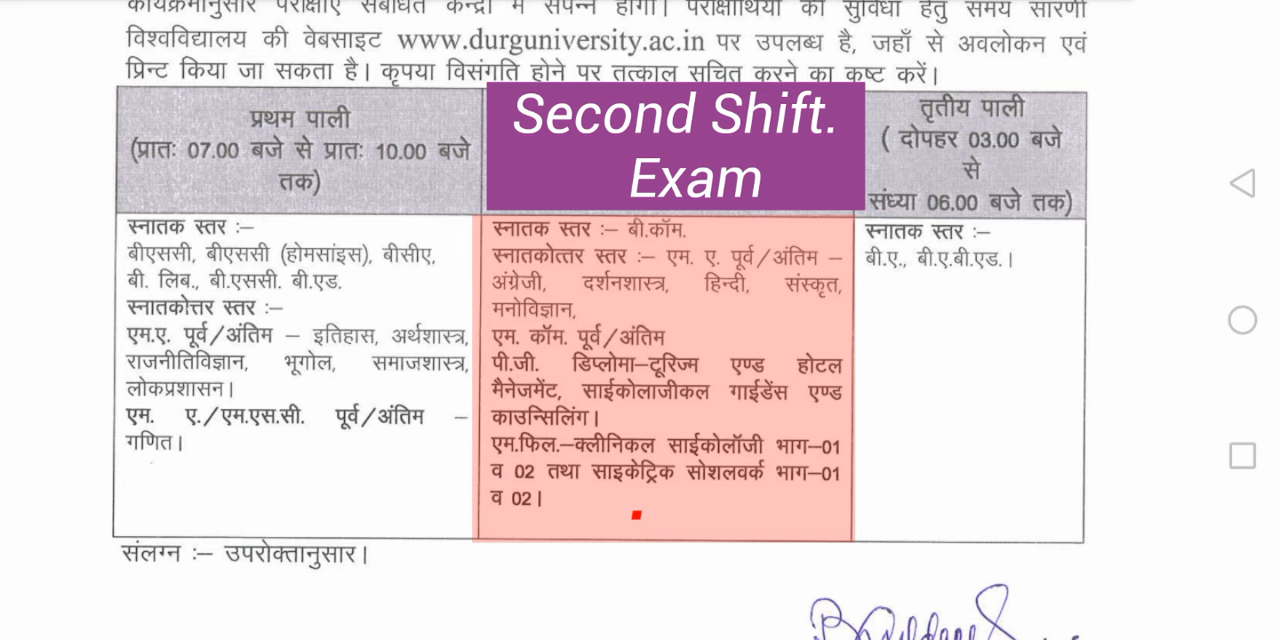 कार्यक्रमानुसार परीक्षाएँ संबंधित केन्द्रों में संपन्न होंगी। परीक्षार्थियों की सुविधा हेतु समय सारणी
विश्वविद्यालय की वेबसाइट www.durguniversity.ac.in पर उपलब्ध है, जहाँ से अवलोकन एवं
प्रिन्ट किया जा सकता है। कृपया विसंगति होने पर तत्काल सूचित करने का कष्ट करें।
प्रथम पाली
(प्रातः 07.00 बजे से प्रातः 10.00 बजे
तक)
Second Shift.
Exam
तृतीय पाली
( दोपहर 03.00 बजे
से
संध्या 06.00 बजे तक)
स्नातक स्तर :–
बीएससी, बीएससी (होमसांइस), बीसीए,
बी. लिब., बी.एससी. बी.एड.
स्नातकोत्तर स्तर :–
एम.ए. पूर्व/अंतिम – इतिहास, अर्थशास्त्र,
राजनीतिविज्ञान, भूगोल, समाजशास्त्र,
लोकप्रशासन।
एम. ए./एम.एस.सी. पूर्व/अंतिम –
गणित।
स्नातक स्तर :– बी.कॉम.
स्नातकोत्तर स्तर :– एम. ए. पूर्व/अंतिम –
अंग्रेजी, दर्शनशास्त्र, हिन्दी, संस्कृत,
मनोविज्ञान,
एम. कॉम. पूर्व/अंतिम
पी.जी. डिप्लोमा–टूरिज्म एण्ड होटल
मैनेजमेंट, साईकोलाजीकल गाईडेंस एण्ड
काउन्सिलिंग।
एम.फिल.–क्लीनिकल साईकोलॉजी भाग–01
व 02 तथा साइकेट्रिक सोशलवर्क भाग–01
व 02।
स्नातक स्तर :–
बी.ए., बी.ए.बी.एड.।
संलग्न :– उपरोक्तानुसार।